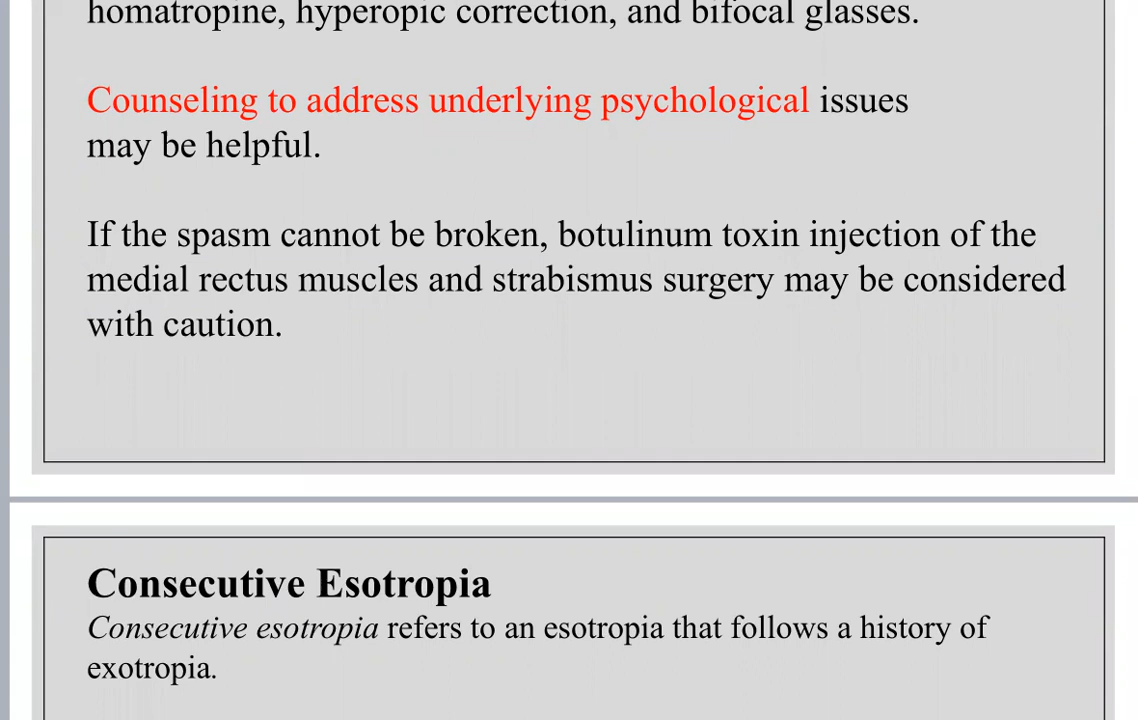 homatropine, hyperopic correction, and bifocal glasses.
Counseling to address underlying psychological issues
may be helpful.
If the spasm cannot be broken, botulinum toxin injection of the
medial rectus muscles and strabismus surgery may be considered
with caution.
Consecutive Esotropia
Consecutive esotropia refers to an esotropia that follows a history of
exotropia.